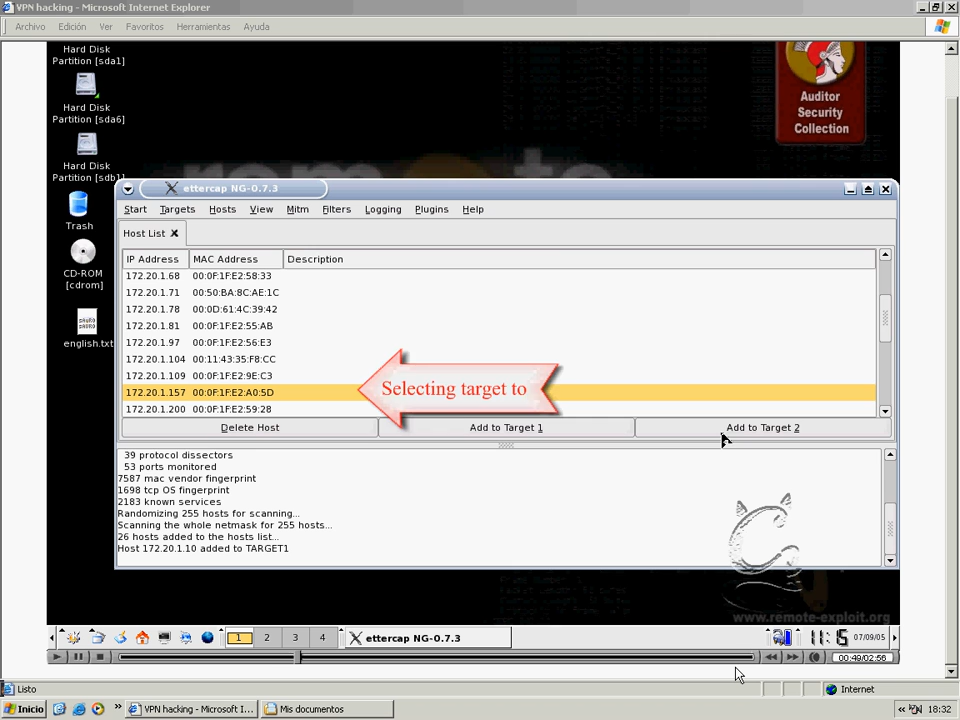 VPN hacking - Microsoft Internet Explorer
Archivo Edición Ver Favoritos Herramientas Ayuda
Hard Disk
Partition [sda1]
Hard Disk
Partition [sda6]
Hard Disk
Partition [sdb1]
Trash
CD-ROM
[cdrom]
english.txt
Auditor
Security
Collection
ettercap NG-0.7.3
Start Targets Hosts View Mitm Filters Logging Plugins Help
Host List
IP Address MAC Address Description
172.20.1.68 00:0F:1F:E2:58:33
172.20.1.71 00:50:BA:8C:AE:1C
172.20.1.78 00:0D:61:4C:39:42
172.20.1.81 00:0F:1F:E2:55:AB
172.20.1.97 00:0F:1F:E2:56:E3
172.20.1.104 00:11:43:35:F8:CC
172.20.1.109 00:0F:1F:E2:9E:C3
172.20.1.157 00:0F:1F:E2:A0:5D
172.20.1.200 00:0F:1F:E2:59:28
Selecting target to
Delete Host Add to Target 1 Add to Target 2
39 protocol dissectors
53 ports monitored
7587 mac vendor fingerprint
1698 tcp OS fingerprint
2183 known services
Randomizing 255 hosts for scanning...
Scanning the whole netmask for 255 hosts...
26 hosts added to the hosts list...
Host 172.20.1.10 added to TARGET1
www.remote-exploit.org
1 2 3 4 ettercap NG-0.7.3 11:15 07/09/05
00:49/02:56
Listo Internet
Inicio VPN hacking - Microsoft I... Mis documentos 18:32